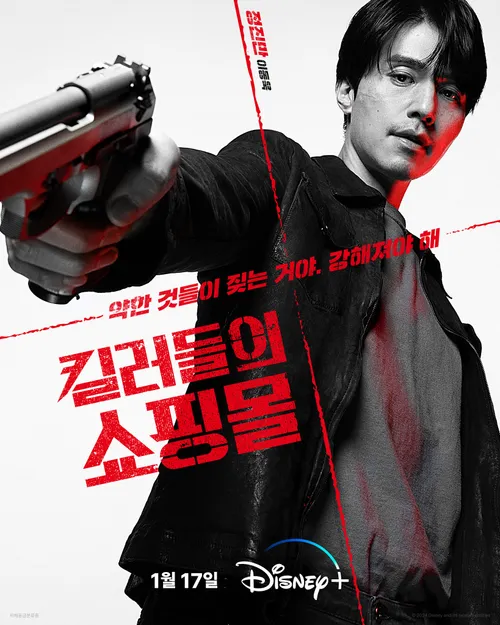 정진만 이동욱
약한 것들이 짖는 거야. 강해져야 해
킬러들의
쇼핑몰
1월 17일 Disney+